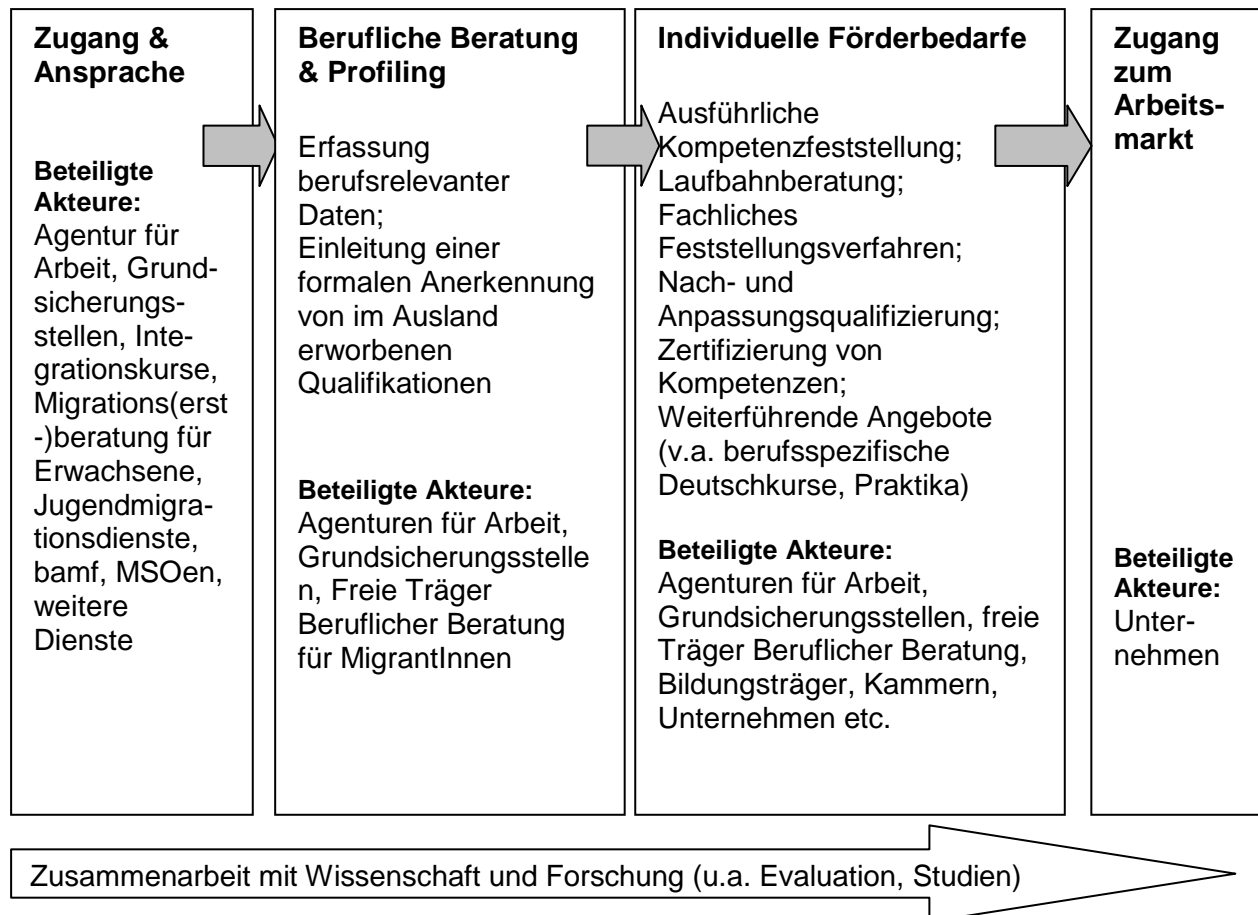 Zugang &
Ansprache
Beteiligte
Akteure:
Agentur für
Arbeit, Grund-
sicherungs-
stellen, Inte-
grationskurse,
Migrations(erst
-)beratung für
Erwachsene,
Jugendmigra-
tionsdienste,
bamf, MSOen,
weitere
Dienste
Berufliche Beratung
& Profiling
Erfassung
berufsrelevanter
Daten;
Einleitung einer
formalen Anerkennung
von im Ausland
erworbenen
Qualifikationen
Beteiligte Akteure:
Agenturen für Arbeit,
Grundsicherungsstelle
n, Freie Träger
Beruflicher Beratung
für MigrantInnen
Individuelle Förderbedarfe
Ausführliche
Kompetenzfeststellung;
Laufbahnberatung;
Fachliches
Feststellungsverfahren;
Nach- und
Anpassungsqualifizierung;
Zertifizierung von
Kompetenzen;
Weiterführende Angebote
(v.a. berufsspezifische
Deutschkurse, Praktika)
Beteiligte Akteure:
Agenturen für Arbeit,
Grundsicherungsstellen, freie
Träger Beruflicher Beratung,
Bildungsträger, Kammern,
Unternehmen etc.
Zugang
zum
Arbeits-
markt
Beteiligte
Akteure:
Unter-
nehmen
Zusammenarbeit mit Wissenschaft und Forschung (u.a. Evaluation, Studien)